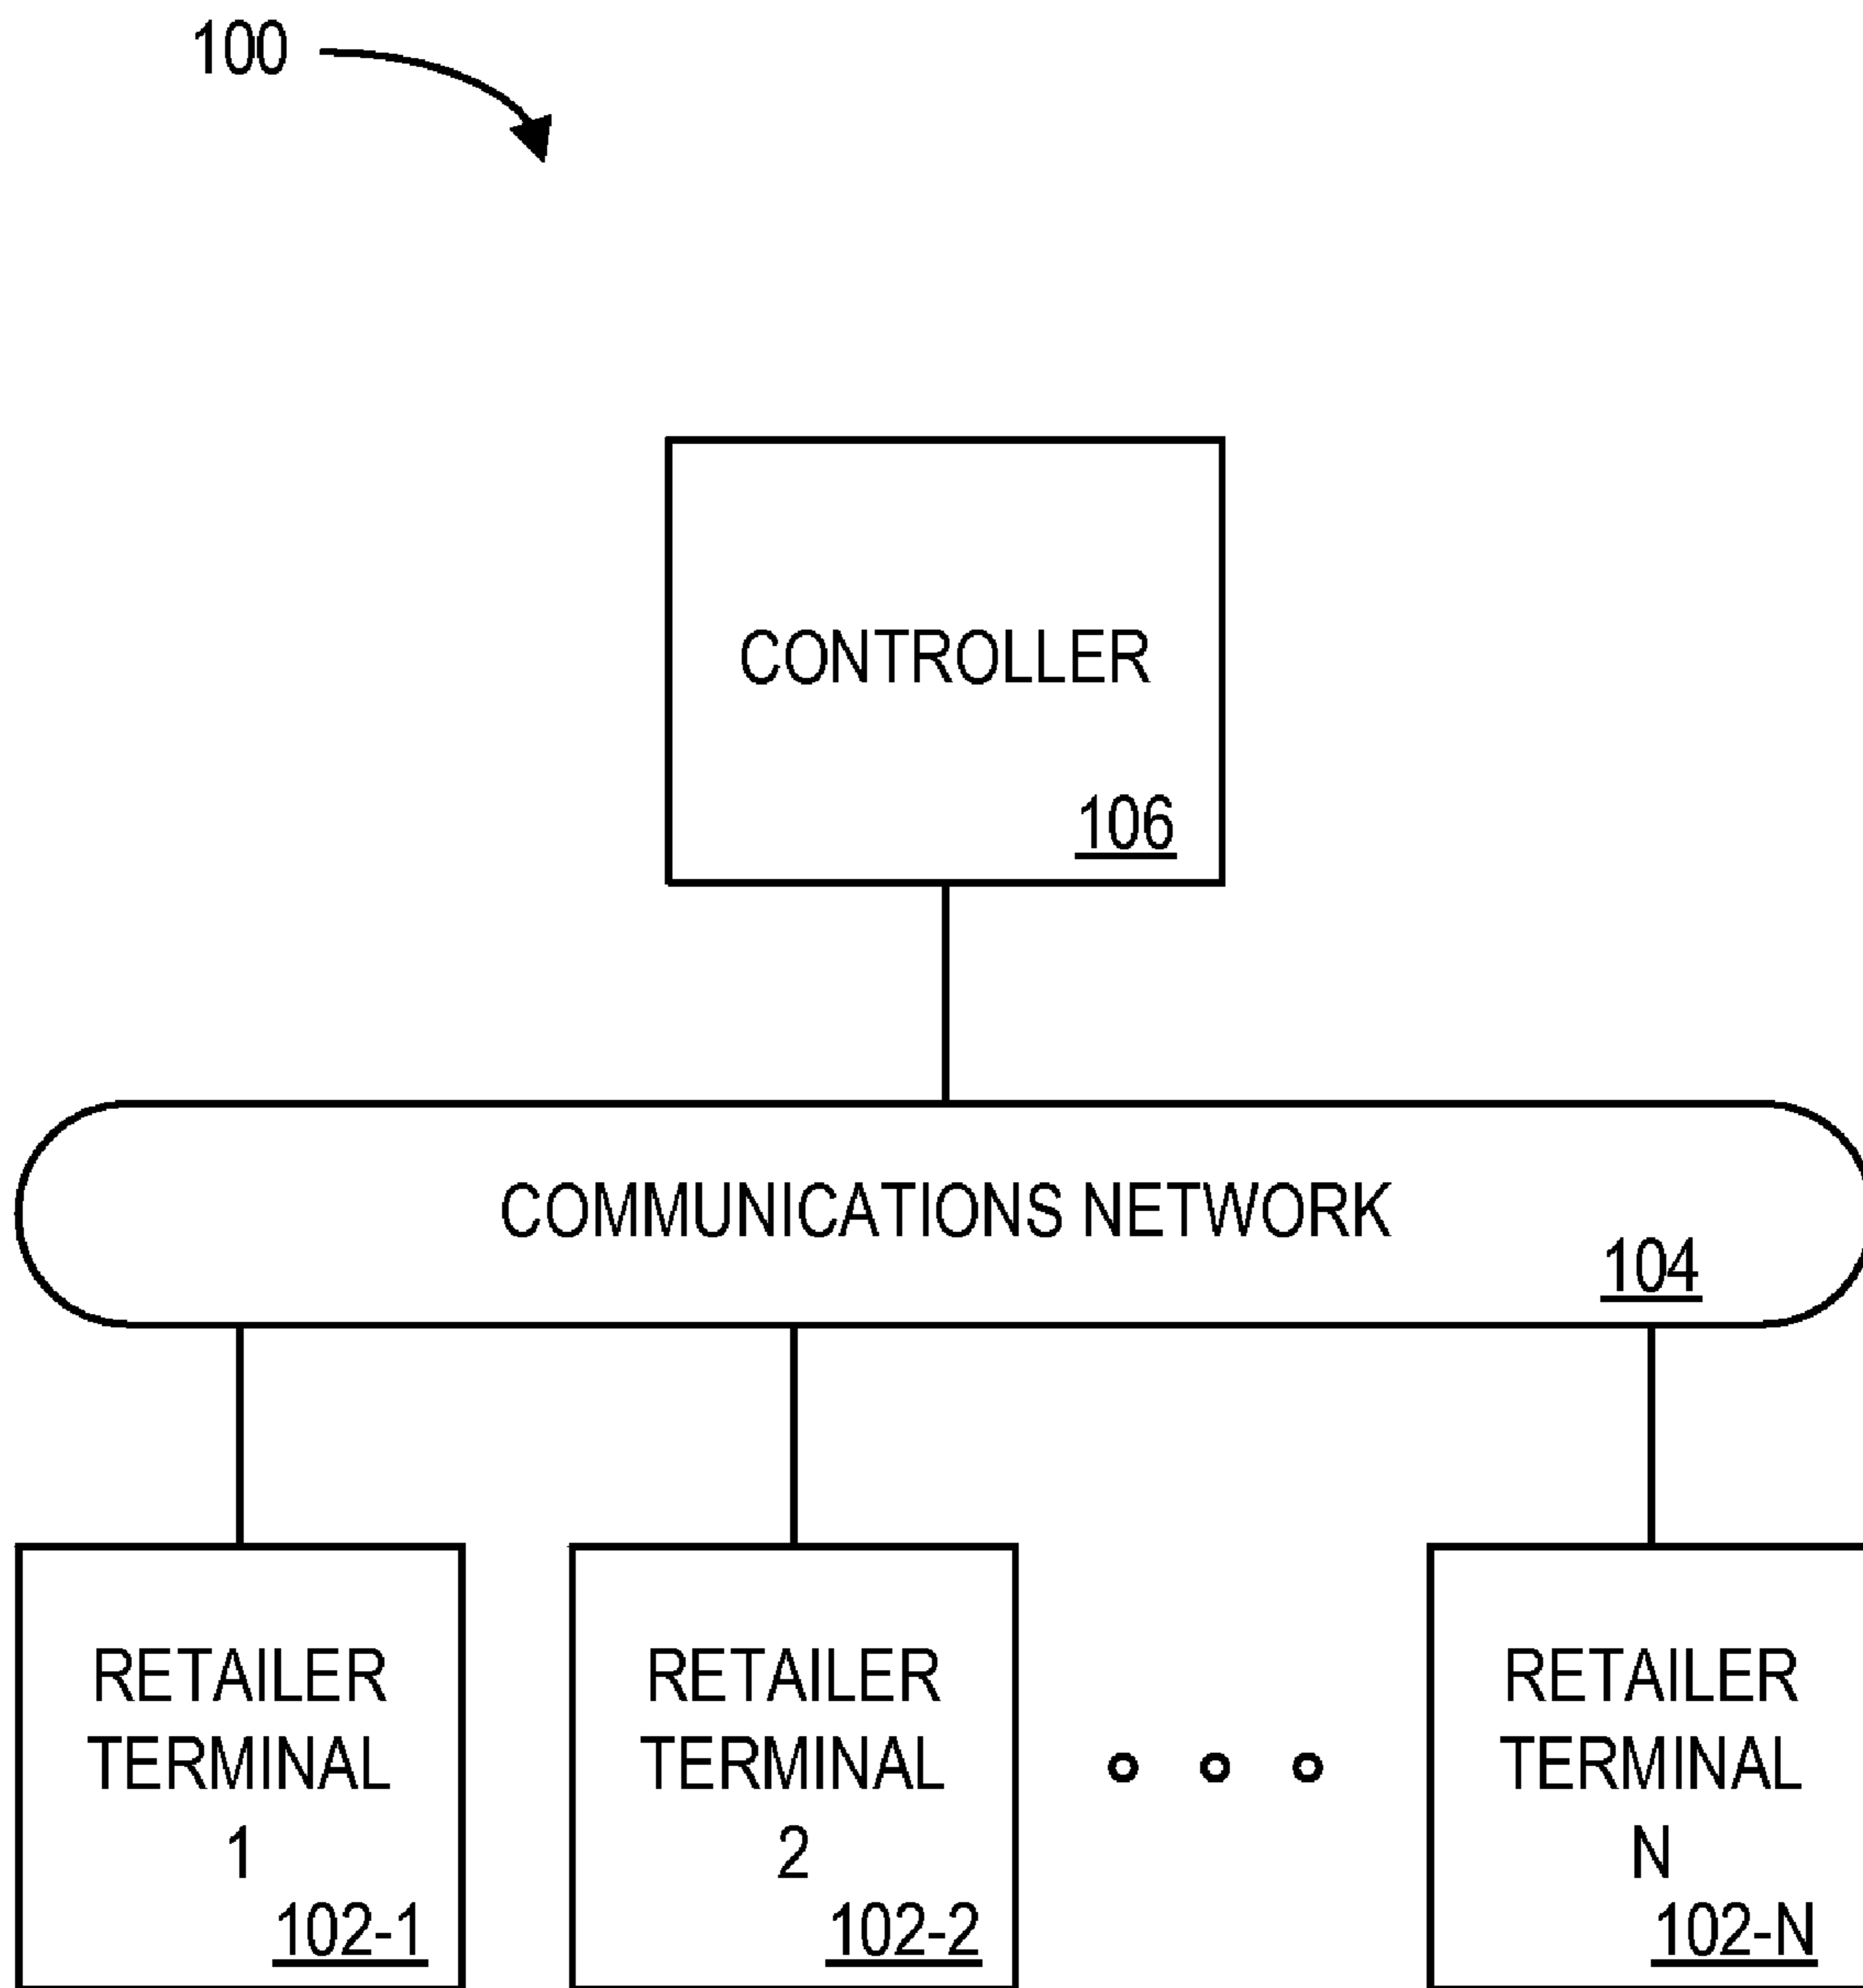 100
CONTROLLER
106
COMMUNICATIONS NETWORK
104
RETAILER
TERMINAL
1
102-1
RETAILER
TERMINAL
2
102-2
RETAILER
TERMINAL
N
102-N